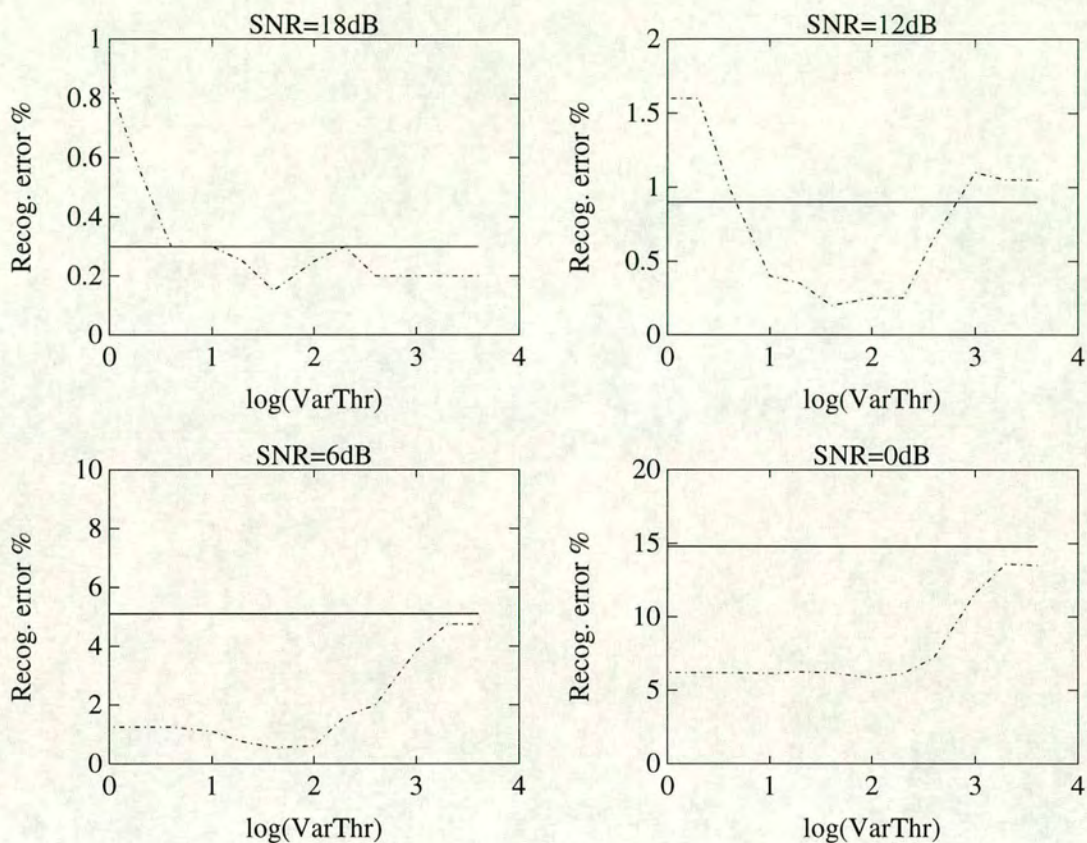 SNR=18dB
1
0.8
0.6
0.4
0.2
0
Recog. error %
0 1 2 3 4
log(VarThr)
SNR=12dB
2
1.5
1
0.5
0
Recog. error %
0 1 2 3 4
log(VarThr)
SNR=6dB
10
8
6
4
2
0
Recog. error %
0 1 2 3 4
log(VarThr)
SNR=0dB
20
15
10
5
0
Recog. error %
0 1 2 3 4
log(VarThr)